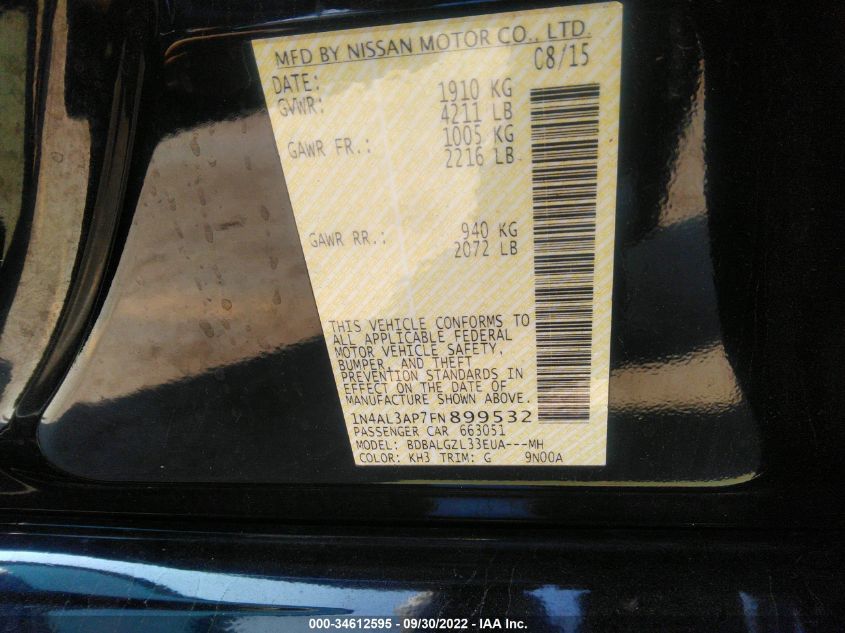 MFD BY NISSAN MOTOR CO., LTD.
DATE: 08/15
GVWR: 1910 KG
4211 LB
GAWR FR.: 1005 KG
2216 LB
GAWR RR.: 940 KG
2072 LB
THIS VEHICLE CONFORMS TO
ALL APPLICABLE FEDERAL
MOTOR VEHICLE SAFETY,
BUMPER, AND THEFT
PREVENTION STANDARDS IN
EFFECT ON THE DATE OF
MANUFACTURE SHOWN ABOVE.
1N4AL3AP7FN899532
PASSENGER CAR 663051
MODEL: BDBALGZL33EUA---MH
COLOR: KH3 TRIM: G 9N00A
000-34612595 - 09/30/2022 - IAA Inc.